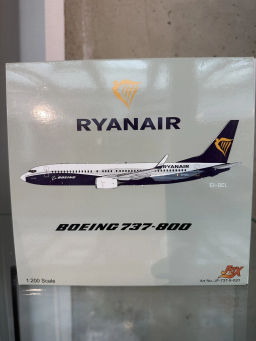 RYANAIR
BOEING
RYANAIR
EI-DCL
BOEING 737-800
1:200 Scale
JFox